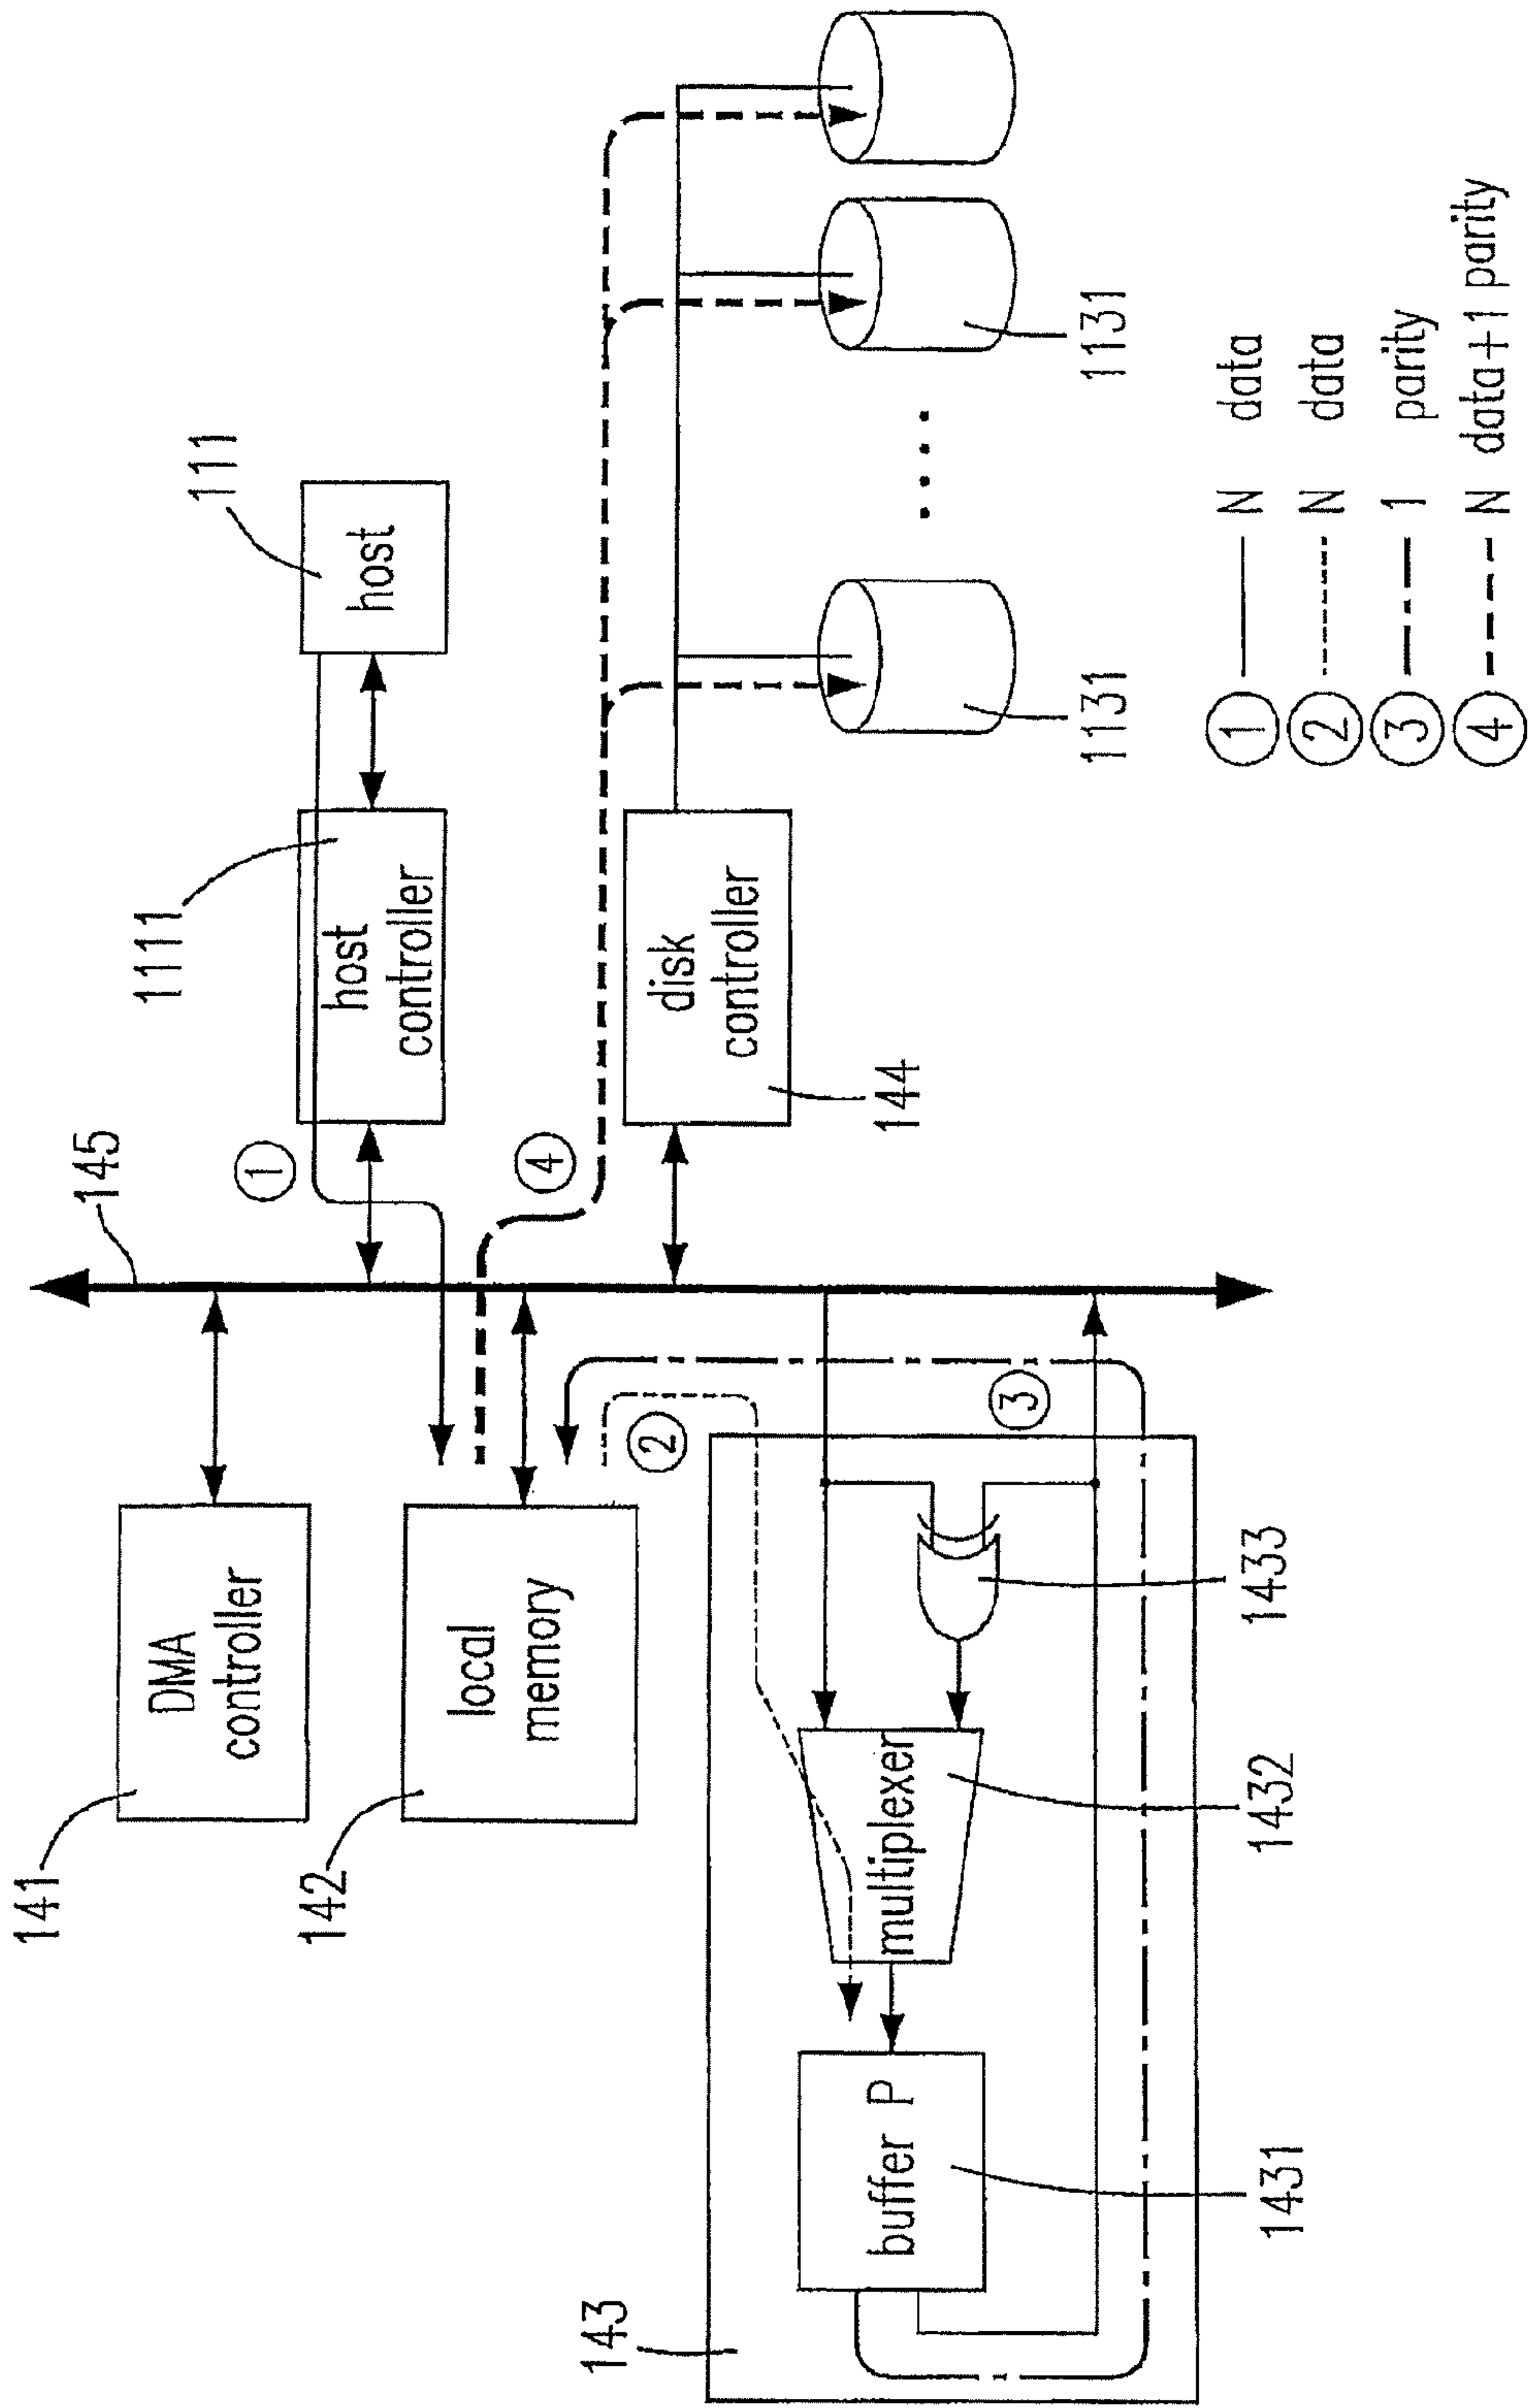 141
DMA
controller
145
1111
host
controller
111
host
142
local
memory
1
4
2
3
disk
controller
144
1131
1131
143
buffer P
1431
multiplexer
1432
1433
1 N data
2 N data
3 1 parity
4 N data+1 parity